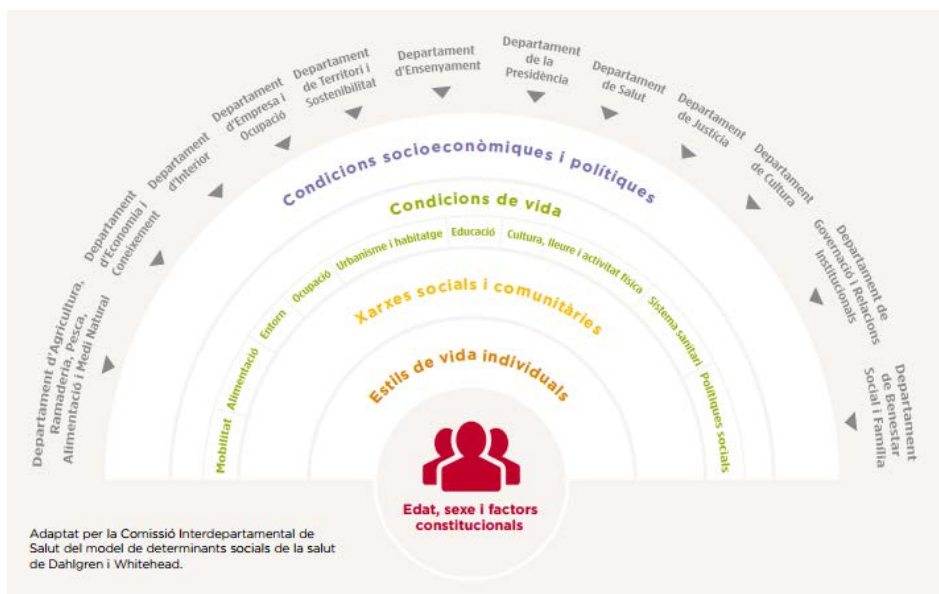 Departament d'Agricultura,
Ramaderia, Pesca,
Alimentació i Medi Natural
Departament
d'Economia i
Coneixement
Departament
d'Interior
Departament
d'Empresa i
Ocupació
Departament
de Territori i
Sostenibilitat
Departament
d'Ensenyament
Departament
de la
Presidència
Departament
de Salut
Departament
de Justícia
Departament
de Cultura
Departament de
Governació i Relacions
Institucionals
Departament
de Benestar
Social i Família
Condicions socioeconòmiques i polítiques
Condicions de vida
Mobilitat
Alimentació
Entorn
Ocupació
Urbanisme i habitatge
Educació
Cultura, lleure i activitat física
Sistema sanitari
Polítiques socials
Xarxes socials i comunitàries
Estils de vida individuals
Edat, sexe i factors
constitucionals
Adaptat per la Comissió Interdepartamental de
Salut del model de determinants socials de la salut
de Dahlgren i Whitehead.